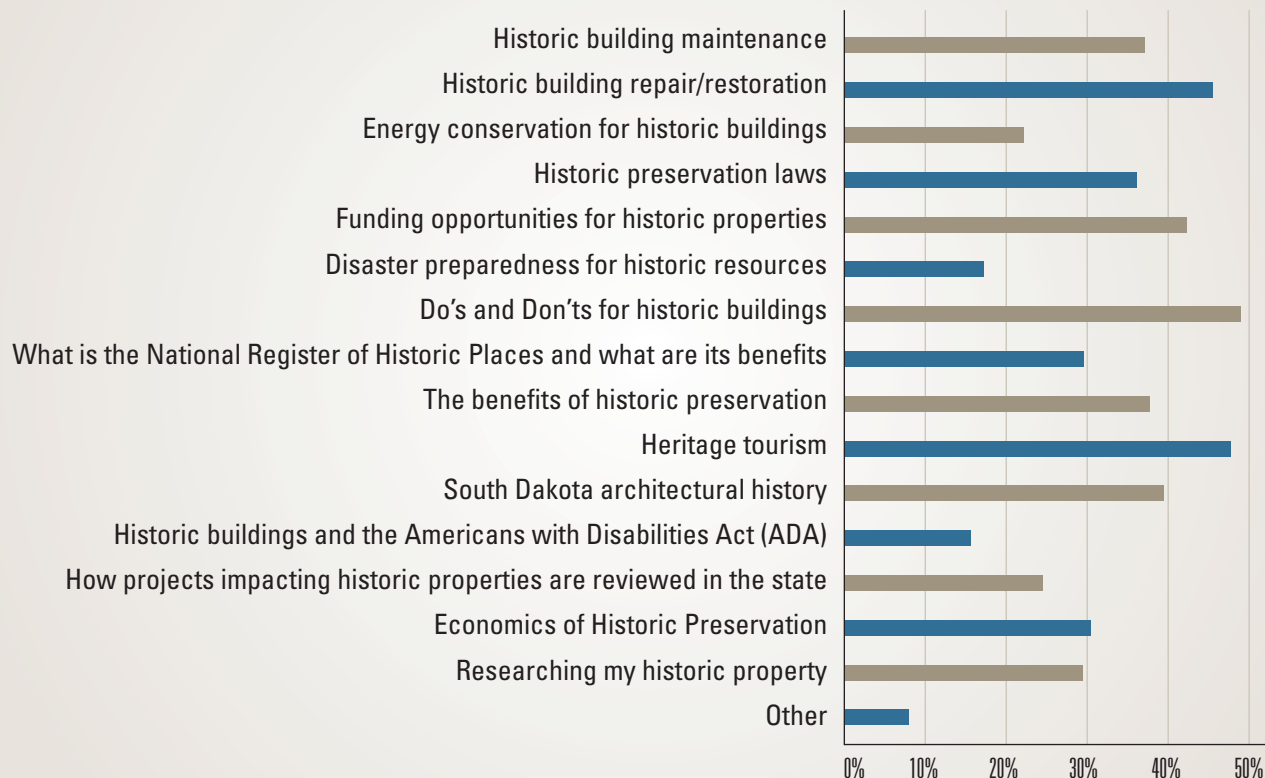 Historic building maintenance
Historic building repair/restoration
Energy conservation for historic buildings
Historic preservation laws
Funding opportunities for historic properties
Disaster preparedness for historic resources
Do's and Don'ts for historic buildings
What is the National Register of Historic Places and what are its benefits
The benefits of historic preservation
Heritage tourism
South Dakota architectural history
Historic buildings and the Americans with Disabilities Act (ADA)
How projects impacting historic properties are reviewed in the state
Economics of Historic Preservation
Researching my historic property
Other
0% 10% 20% 30% 40% 50%